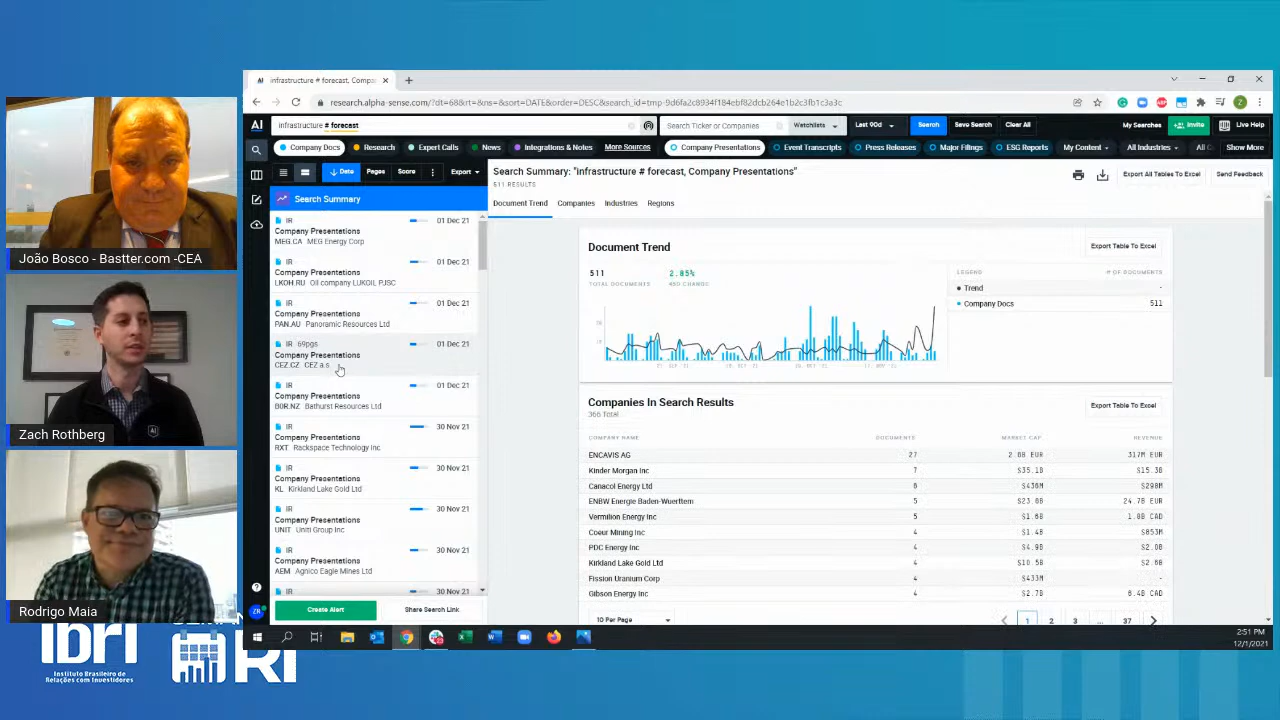 João Bosco - Bastter.com -CEA
Zach Rothberg
Rodrigo Maia
IBRI
Instituto Brasileiro de
Relações com Investidores
RI
infrastructure # forecast, Compa
research.alpha-sense.com/?dt=68&rt=&ns=&sort=DATE&order=DESC&search_id=tmp-9d6fa2c8934f184ebf82dcb264e1b2c3fb1c3a3c
AI
infrastructure # forecast
Search Ticker or Companies
Watchlists
Last 90d
Search
Save Search
Clear All
My Searches
Invite
Live Help
Company Docs
Research
Expert Calls
News
Integrations & Notes
More Sources
Company Presentations
Event Transcripts
Press Releases
Major Filings
ESG Reports
My Content
All Industries
Show More
Date
Pages
Score
Export
Search Summary
IR 01 Dec 21
Company Presentations
MEG.CA MEG Energy Corp
IR 01 Dec 21
Company Presentations
LKOH.RU Oil company LUKOIL PJSC
IR 01 Dec 21
Company Presentations
PAN.AU Panoramic Resources Ltd
IR 69pgs 01 Dec 21
Company Presentations
CEZ.CZ CEZ a.s
IR 01 Dec 21
Company Presentations
BOR.NZ Bathurst Resources Ltd
IR 30 Nov 21
Company Presentations
RXT Rackspace Technology Inc
IR 30 Nov 21
Company Presentations
KL Kirkland Lake Gold Ltd
IR 30 Nov 21
Company Presentations
UNIT Uniti Group Inc
IR 30 Nov 21
Company Presentations
AEM Agnico Eagle Mines Ltd
IR 30 Nov 21
Create Alert
Share Search Link
Search Summary: "infrastructure # forecast, Company Presentations"
511 RESULTS
Export All Tables To Excel
Send Feedback
Document Trend
Companies
Industries
Regions
Document Trend
Export Table To Excel
511
TOTAL DOCUMENTS
2.85%
90D CHANGE
LEGEND # OF DOCUMENTS
Trend -
Company Docs 511
Companies In Search Results
366 Total
Export Table To Excel
COMPANY NAME DOCUMENTS MARKET CAP REVENUE
ENCAVIS AG 27 2.6B EUR 317M EUR
Kinder Morgan Inc 7 $35.1B $15.3B
Canacol Energy Ltd 6 $436M $298M
ENBW Energie Baden-Wuerttem 5 $23.6B 24.7B EUR
Vermilion Energy Inc 5 $1.6B 1.8B CAD
Coeur Mining Inc 4 $1.4B $853M
PDC Energy Inc 4 $4.9B $2.0B
Kirkland Lake Gold Ltd 4 $10.5B $2.6B
Fission Uranium Corp 4 $433M -
Gibson Energy Inc 4 $2.7B 6.4B CAD
10 Per Page
1 2 3 ... 37
ZR
2:51 PM
12/1/2021